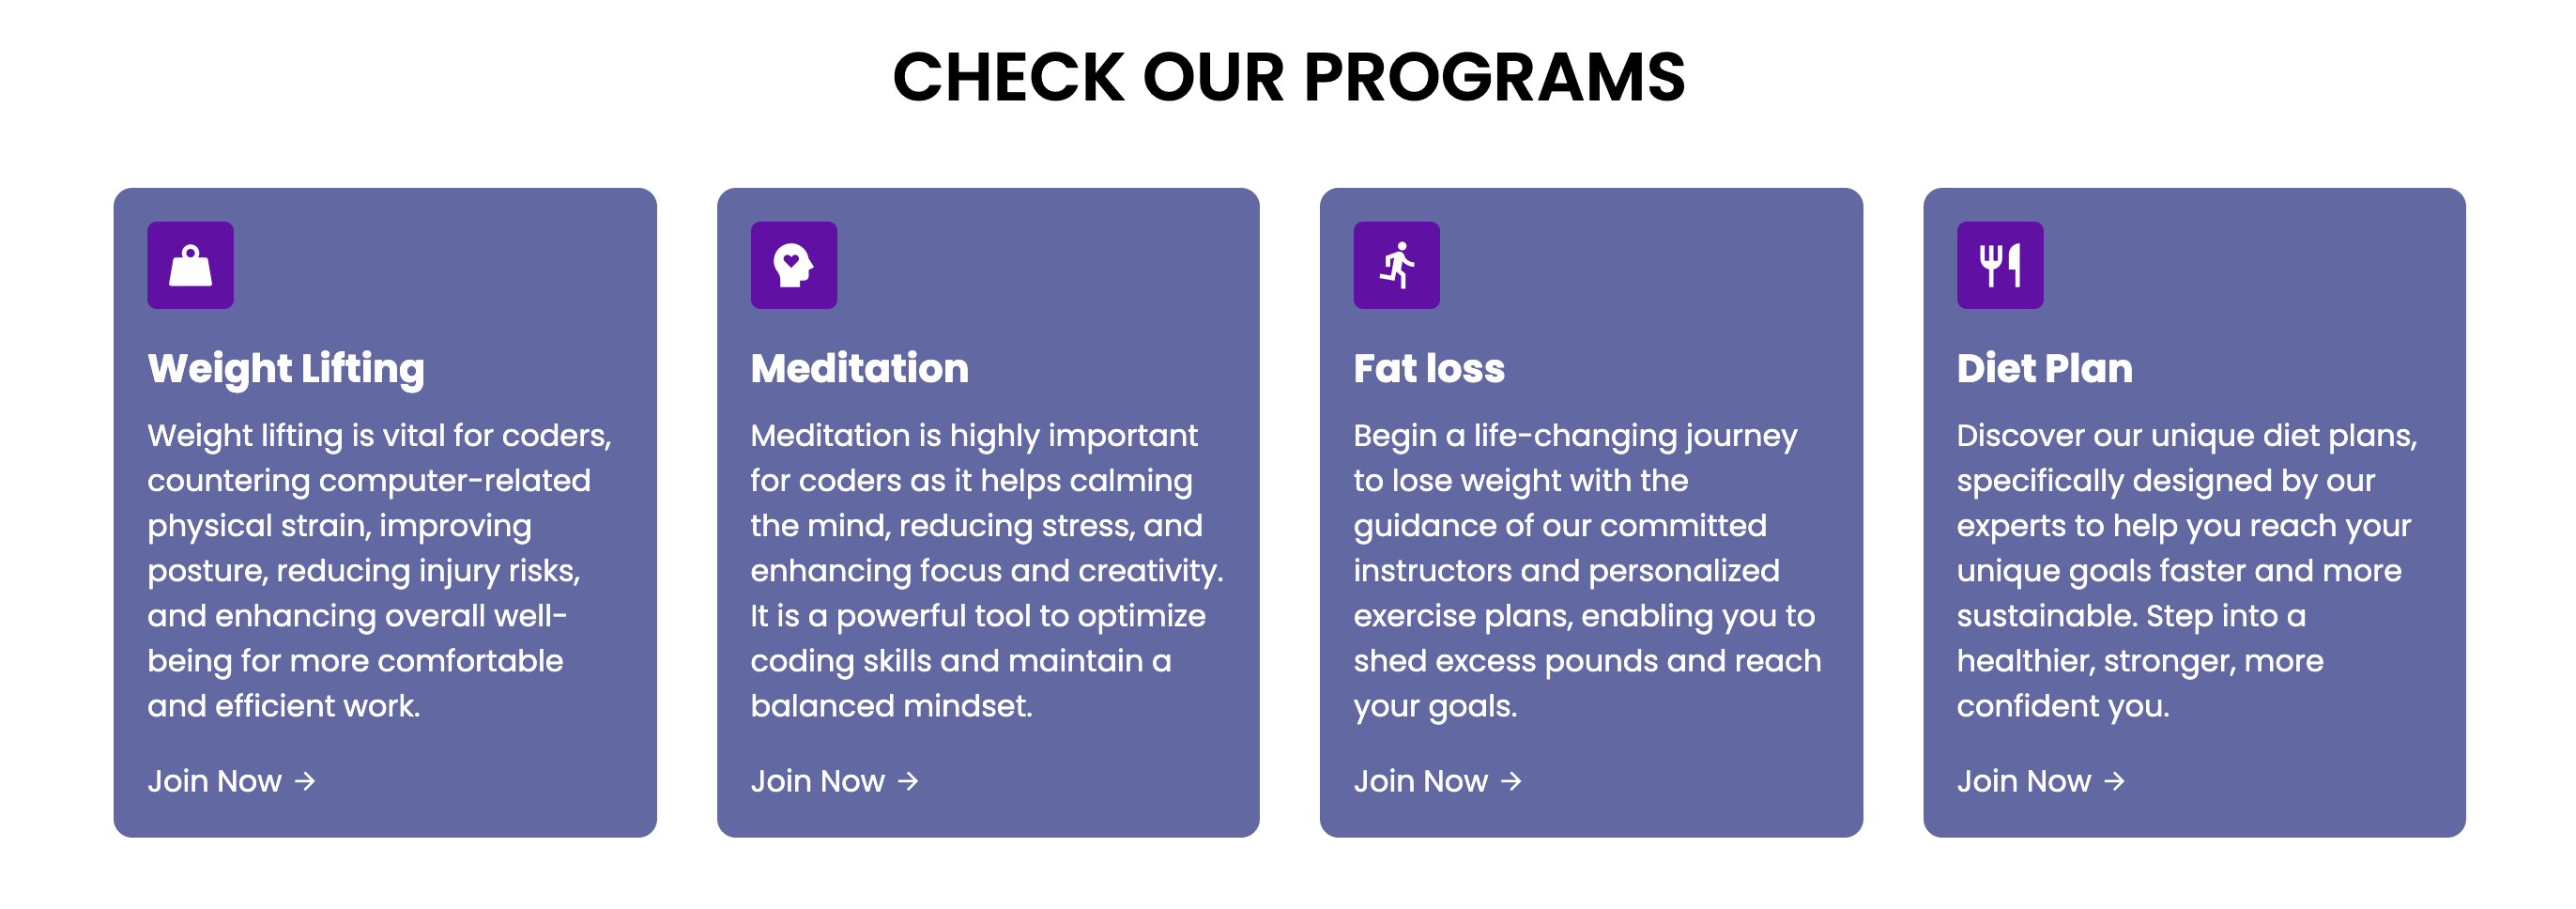 CHECK OUR PROGRAMS
Weight Lifting
Weight lifting is vital for coders,
countering computer-related
physical strain, improving
posture, reducing injury risks,
and enhancing overall well-
being for more comfortable
and efficient work.
Join Now →
Meditation
Meditation is highly important
for coders as it helps calming
the mind, reducing stress, and
enhancing focus and creativity.
It is a powerful tool to optimize
coding skills and maintain a
balanced mindset.
Join Now →
Fat loss
Begin a life-changing journey
to lose weight with the
guidance of our committed
instructors and personalized
exercise plans, enabling you to
shed excess pounds and reach
your goals.
Join Now →
Diet Plan
Discover our unique diet plans,
specifically designed by our
experts to help you reach your
unique goals faster and more
sustainable. Step into a
healthier, stronger, more
confident you.
Join Now →